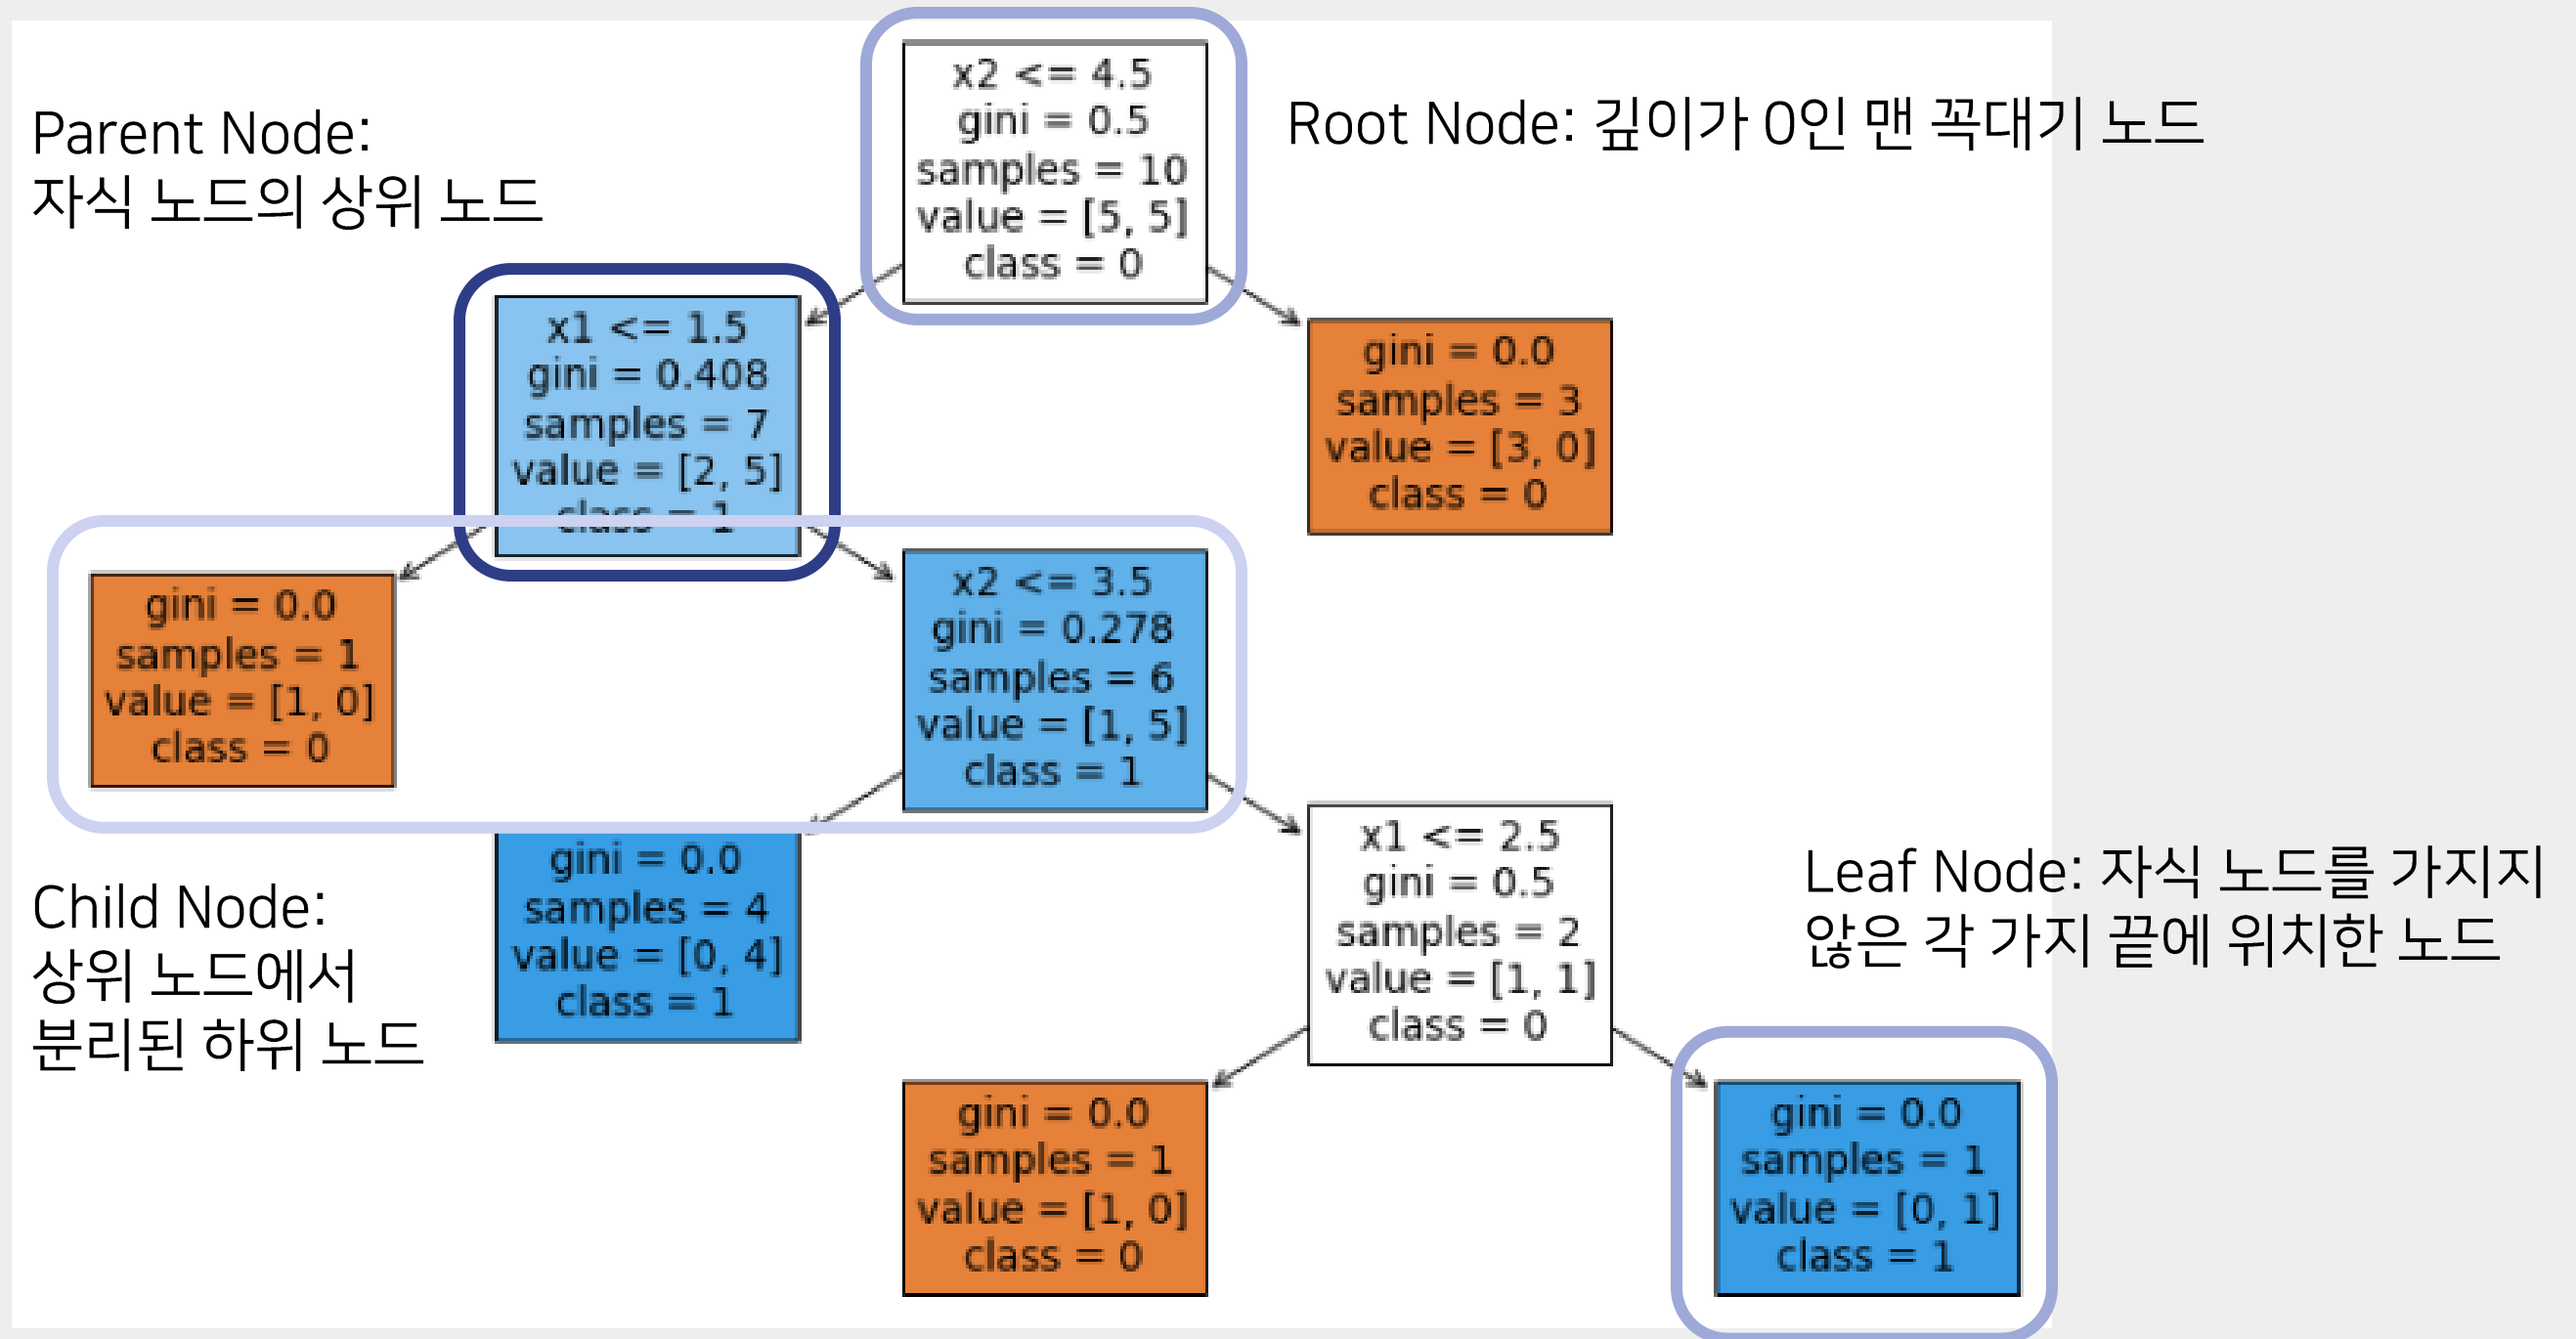 x2 <= 4.5
gini = 0.5
samples = 10
value = [5, 5]
class = 0
Root Node: 깊이가 0인 맨 꼭대기 노드
Parent Node:
자식 노드의 상위 노드
x1 <= 1.5
gini = 0.408
samples = 7
value = [2, 5]
class = 1
gini = 0.0
samples = 3
value = [3, 0]
class = 0
gini = 0.0
samples = 1
value = [1, 0]
class = 0
x2 <= 3.5
gini = 0.278
samples = 6
value = [1, 5]
class = 1
Child Node:
상위 노드에서
분리된 하위 노드
gini = 0.0
samples = 4
value = [0, 4]
class = 1
x1 <= 2.5
gini = 0.5
samples = 2
value = [1, 1]
class = 0
Leaf Node: 자식 노드를 가지지
않은 각 가지 끝에 위치한 노드
gini = 0.0
samples = 1
value = [1, 0]
class = 0
gini = 0.0
samples = 1
value = [0, 1]
class = 1